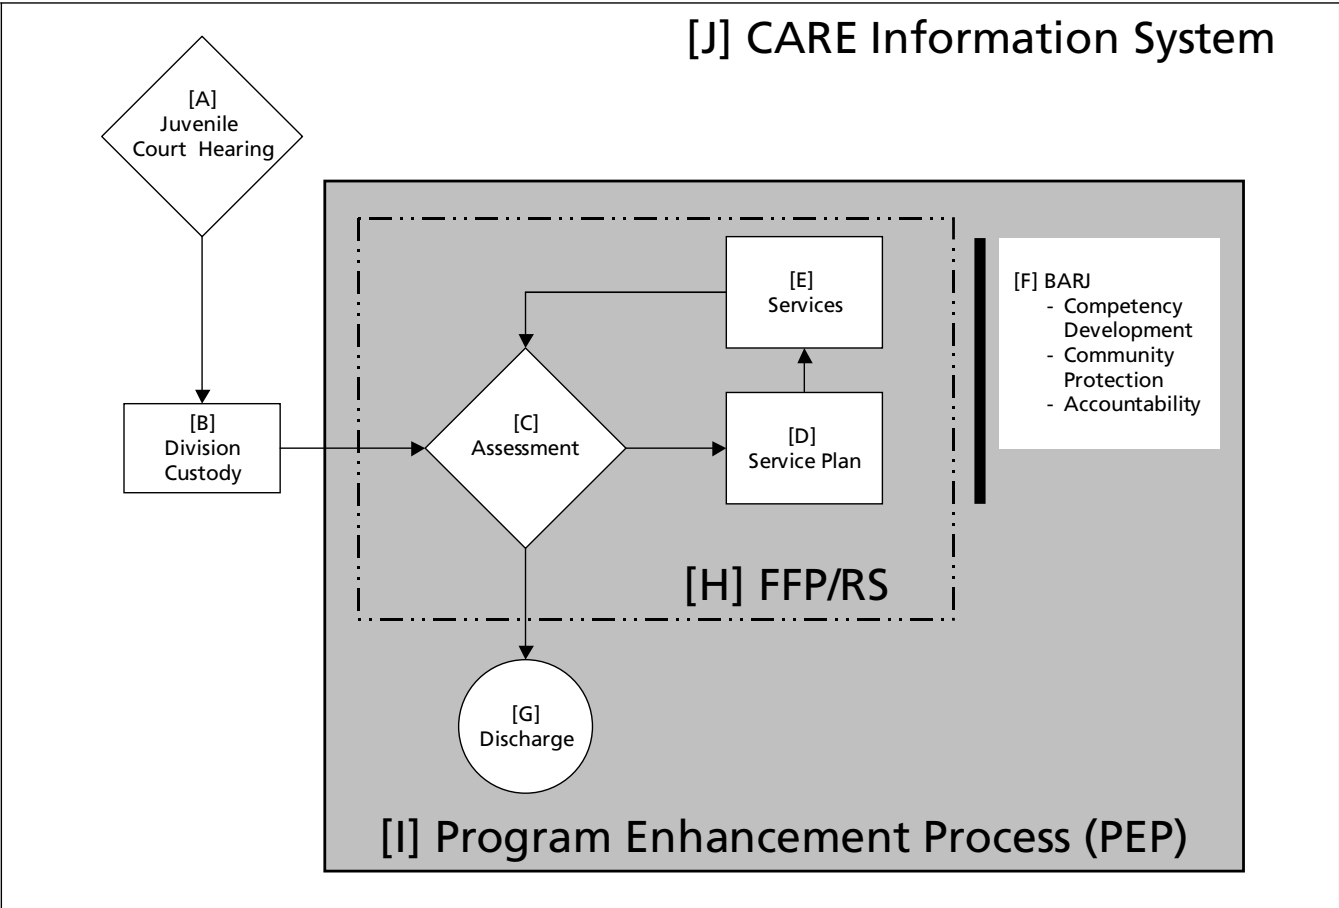 [J] CARE Information System
[A]
Juvenile
Court Hearing
[B]
Division
Custody
[C]
Assessment
[D]
Service Plan
[E]
Services
[F] BARJ
- Competency
Development
- Community
Protection
- Accountability
[H] FFP/RS
[G]
Discharge
[I] Program Enhancement Process (PEP)